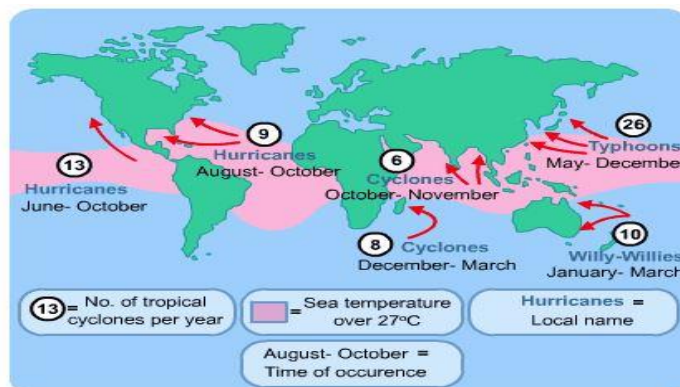 13
Hurricanes
June- October
9
Hurricanes
August- October
6
Cyclones
October- November
8
Cyclones
December- March
26
Typhoons
May- December
10
Willy-Willies
January- March
13 = No. of tropical
cyclones per year
= Sea temperature
over 27°C
Hurricanes =
Local name
August- October =
Time of occurence